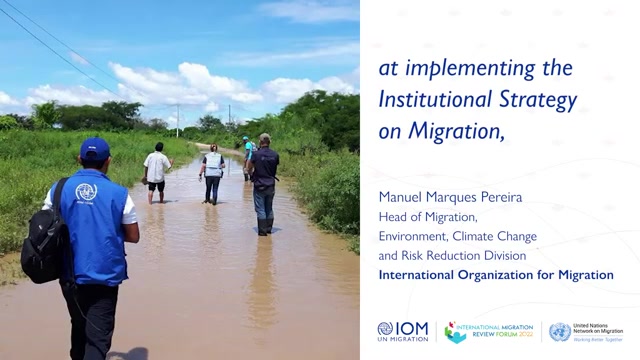 at implementing the
Institutional Strategy
on Migration,
Manuel Marques Pereira
Head of Migration,
Environment, Climate Change
and Risk Reduction Division
International Organization for Migration
IOM
UN MIGRATION
INTERNATIONAL MIGRATION
REVIEW FORUM 2022
United Nations
Network on Migration
Working Better, Together